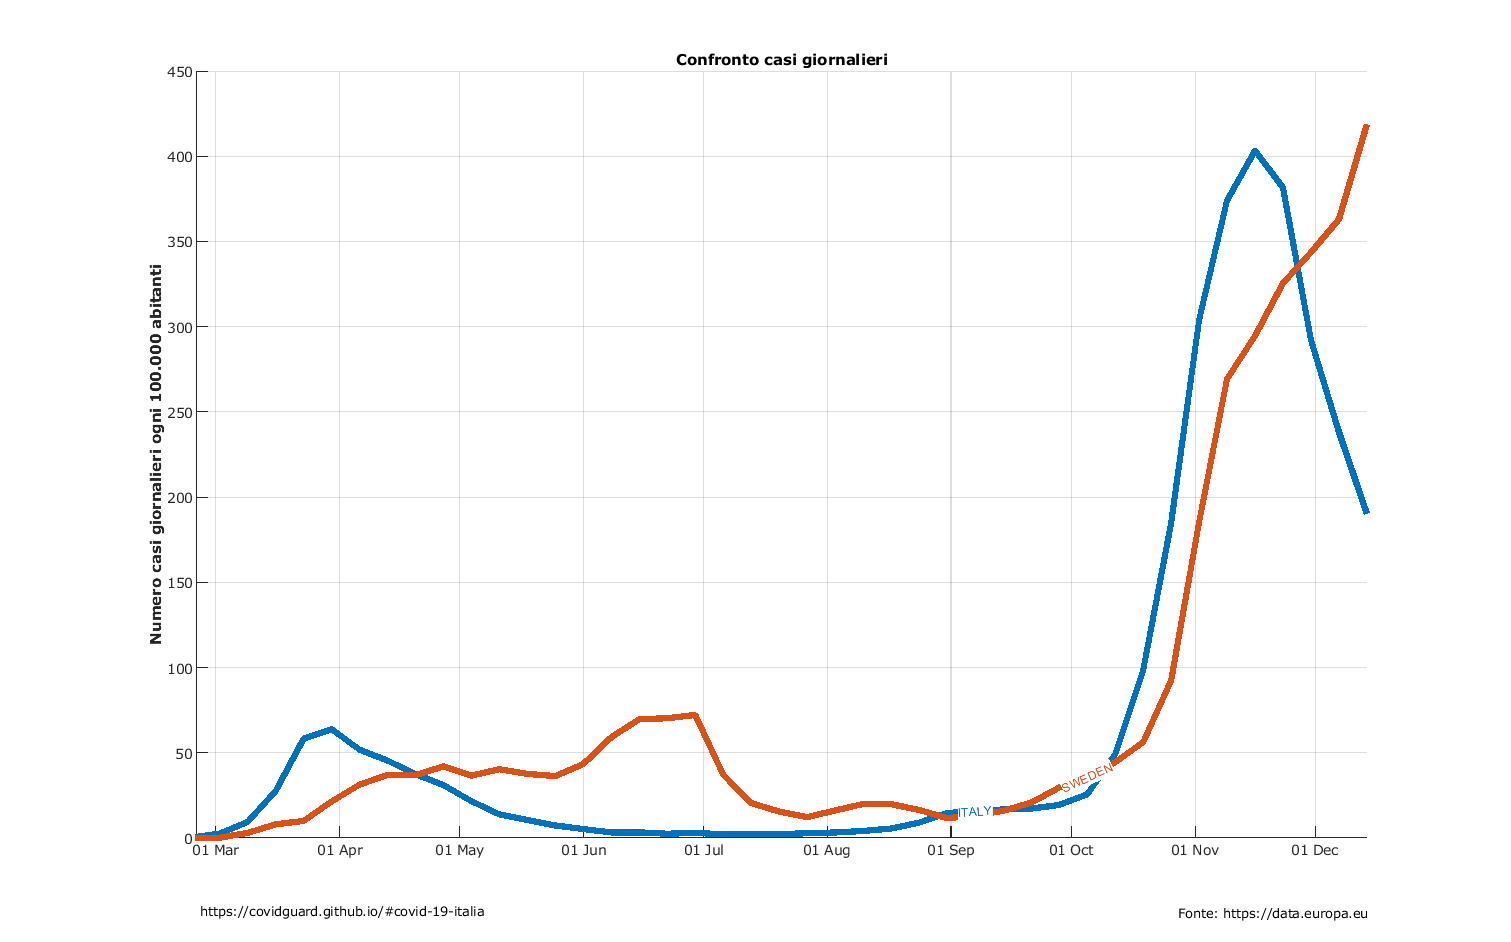 Confronto casi giornalieri
Numero casi giornalieri ogni 100.000 abitanti
450
400
350
300
250
200
150
100
50
0
SWEDEN
ITALY
01 Mar 01 Apr 01 May 01 Jun 01 Jul 01 Aug 01 Sep 01 Oct 01 Nov 01 Dec
https://covidguard.github.io/#covid-19-italia
Fonte: https://data.europa.eu